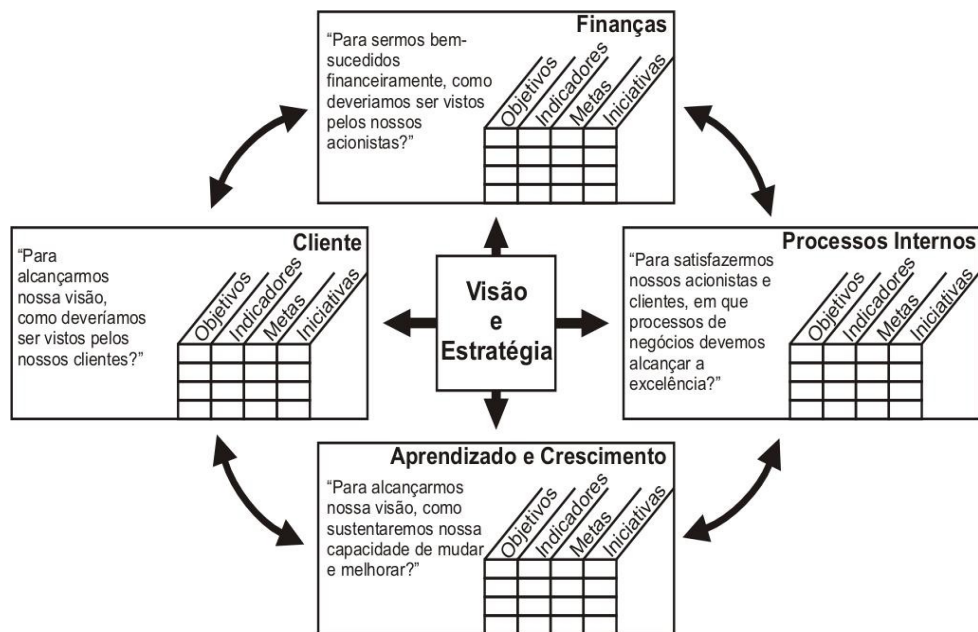 Finanças
“Para sermos bem-
sucedidos
financeiramente, como
deveriamos ser vistos
pelos nossos
acionistas?”
Objetivos
Indicadores
Metas
Iniciativas
Cliente
“Para
alcançarmos
nossa visão,
como deveríamos
ser vistos pelos
nossos clientes?”
Objetivos
Indicadores
Metas
Iniciativas
Visão
e
Estratégia
Processos Internos
“Para satisfazermos
nossos acionistas e
clientes, em que
processos de
negócios devemos
alcançar a
excelência?”
Objetivos
Indicadores
Metas
Iniciativas
Aprendizado e Crescimento
“Para alcançarmos
nossa visão, como
sustentaremos nossa
capacidade de mudar
e melhorar?”
Objetivos
Indicadores
Metas
Iniciativas